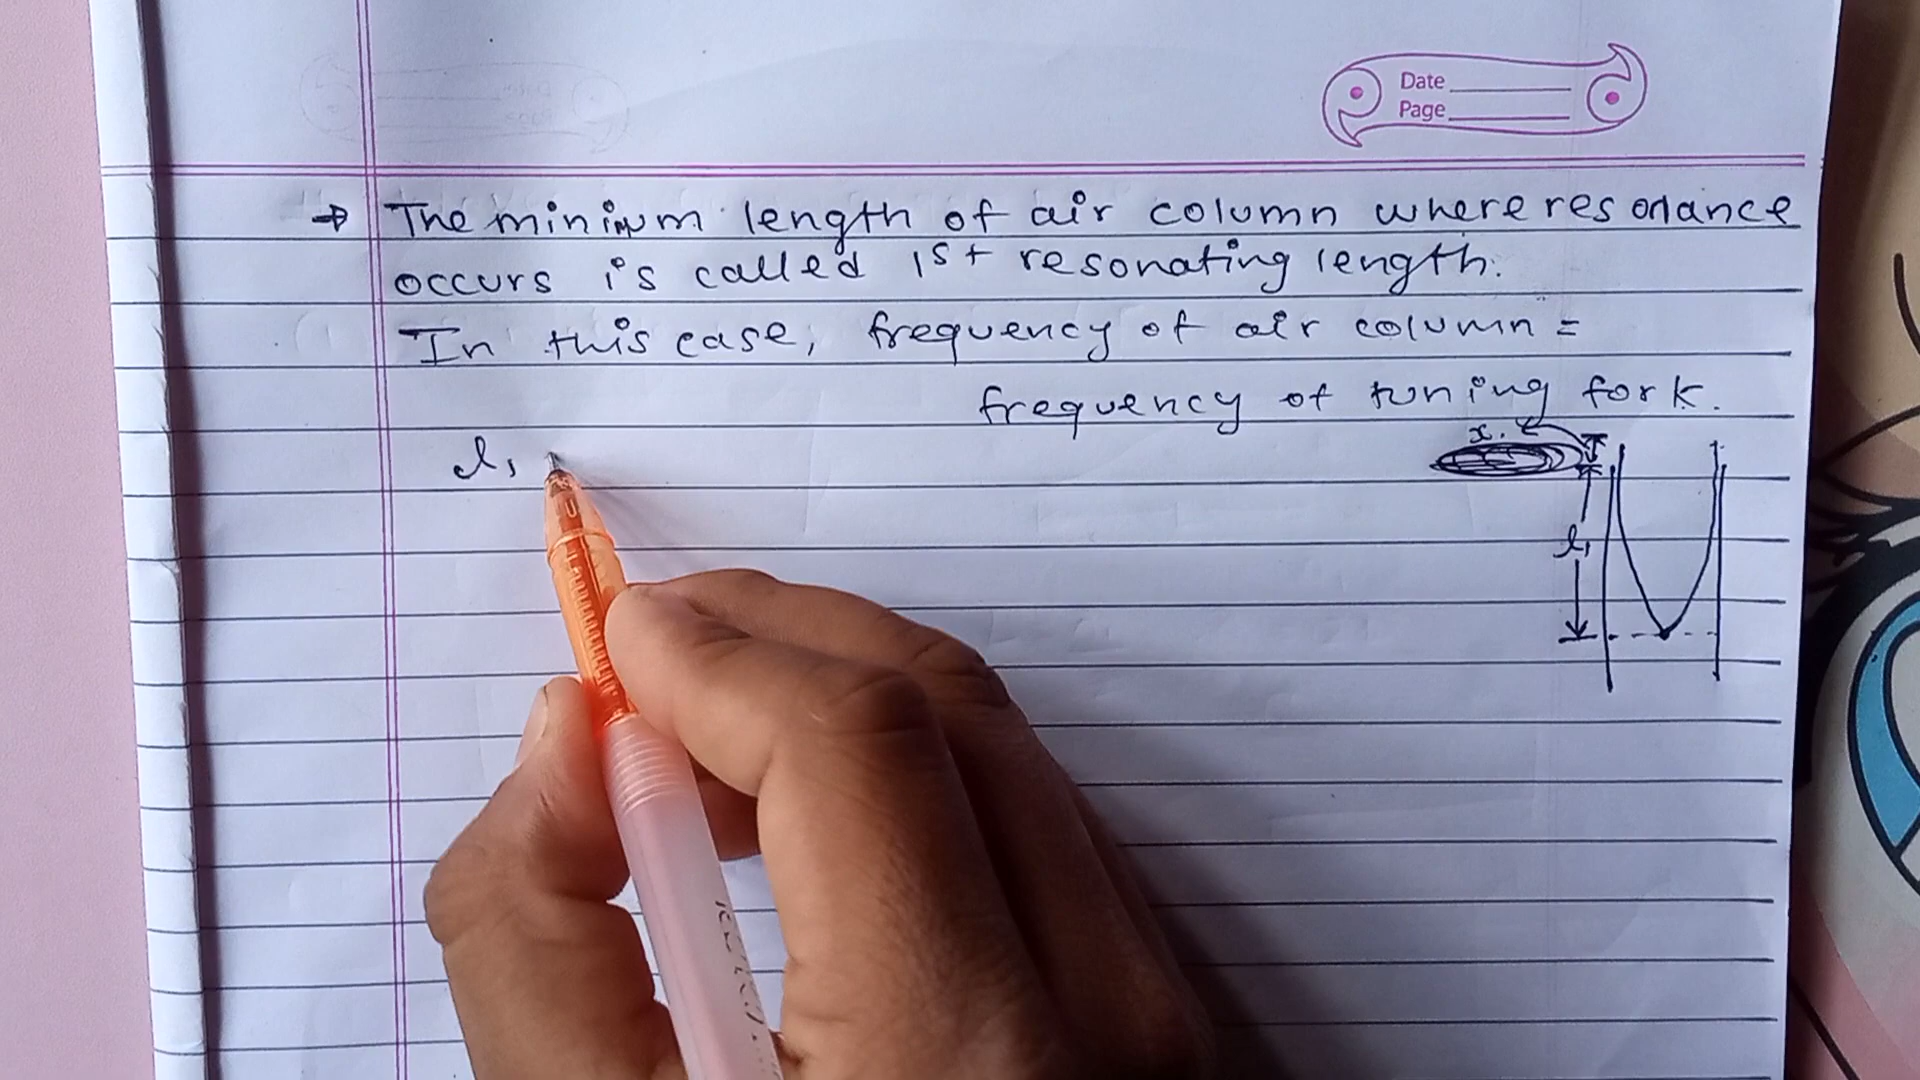 Date
Page
→ The minimum length of air column where resonance
occurs is called 1st resonating length.
In this case, frequency of air column =
frequency of tuning fork.
x.
l₁
l₁